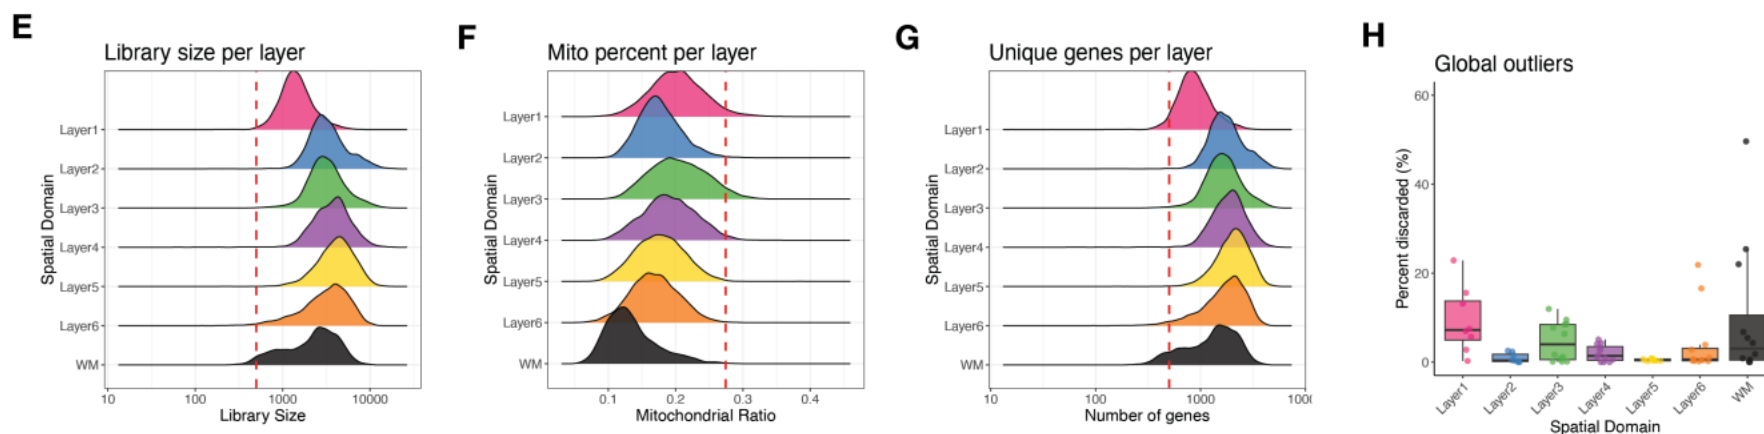 E
Library size per layer
Spatial Domain
Layer1
Layer2
Layer3
Layer4
Layer5
Layer6
WM
10
100
1000
10000
Library Size
F
Mito percent per layer
Spatial Domain
Layer1
Layer2
Layer3
Layer4
Layer5
Layer6
WM
0.1
0.2
0.3
0.4
Mitochondrial Ratio
G
Unique genes per layer
Spatial Domain
Layer1
Layer2
Layer3
Layer4
Layer5
Layer6
WM
10
100
1000
Number of genes
H
Global outliers
Percent discarded (%)
60
40
20
0
Layer1
Layer2
Layer3
Layer4
Layer5
Layer6
WM
Spatial Domain